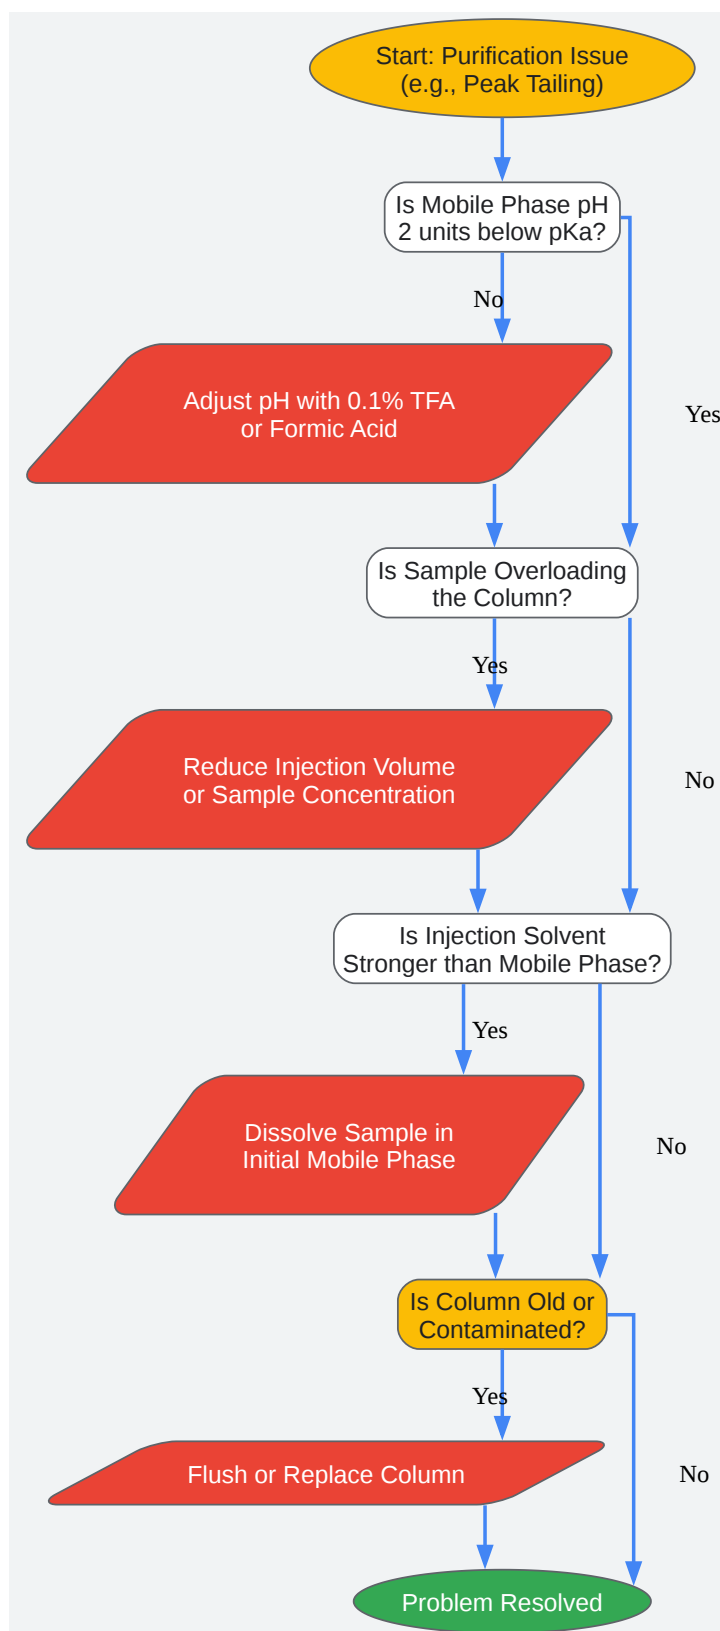 Start: Purification Issue
(e.g., Peak Tailing)
Is Mobile Phase pH
2 units below pKa?
No
Adjust pH with 0.1% TFA
or Formic Acid
Yes
Is Sample Overloading
the Column?
Yes
Reduce Injection Volume
or Sample Concentration
No
Is Injection Solvent
Stronger than Mobile Phase?
Yes
Dissolve Sample in
Initial Mobile Phase
No
Is Column Old or
Contaminated?
Yes
Flush or Replace Column
No
Problem Resolved